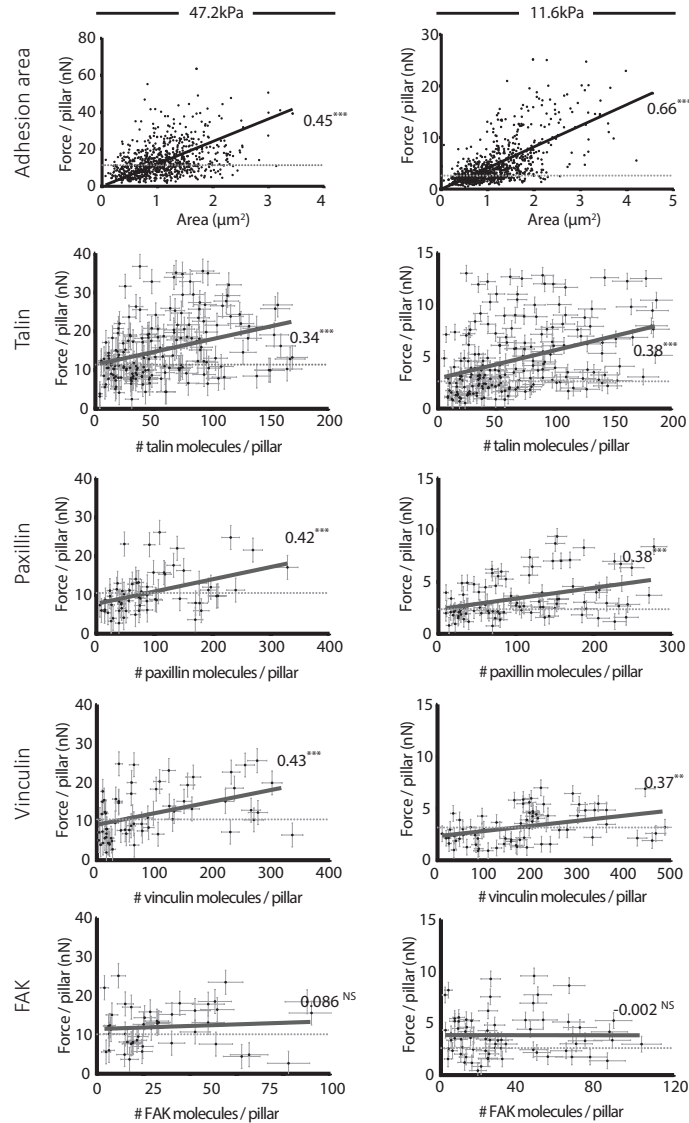 47.2kPa
11.6kPa
Adhesion area
Force / pillar (nN)
80
60
40
20
0
0.45***
0 1 2 3 4
Area (μm²)
Force / pillar (nN)
30
20
10
0
0.66***
0 1 2 3 4 5
Area (μm²)
Talin
Force / pillar (nN)
40
30
20
10
0
0.34***
0 50 100 150 200
# talin molecules / pillar
Force / pillar (nN)
15
10
5
0
0.38***
0 50 100 150 200
# talin molecules / pillar
Paxillin
Force / pillar (nN)
40
30
20
10
0
0.42***
0 100 200 300 400
# paxillin molecules / pillar
Force / pillar (nN)
15
10
5
0
0.38***
0 100 200 300
# paxillin molecules / pillar
Vinculin
Force / pillar (nN)
40
30
20
10
0
0.43***
0 100 200 300 400
# vinculin molecules / pillar
Force / pillar (nN)
15
10
5
0
0.37**
0 100 200 300 400 500
# vinculin molecules / pillar
FAK
Force / pillar (nN)
40
30
20
10
0
0.086 NS
0 25 50 75 100
# FAK molecules / pillar
Force / pillar (nN)
15
10
5
0
-0.002 NS
0 40 80 120
# FAK molecules / pillar